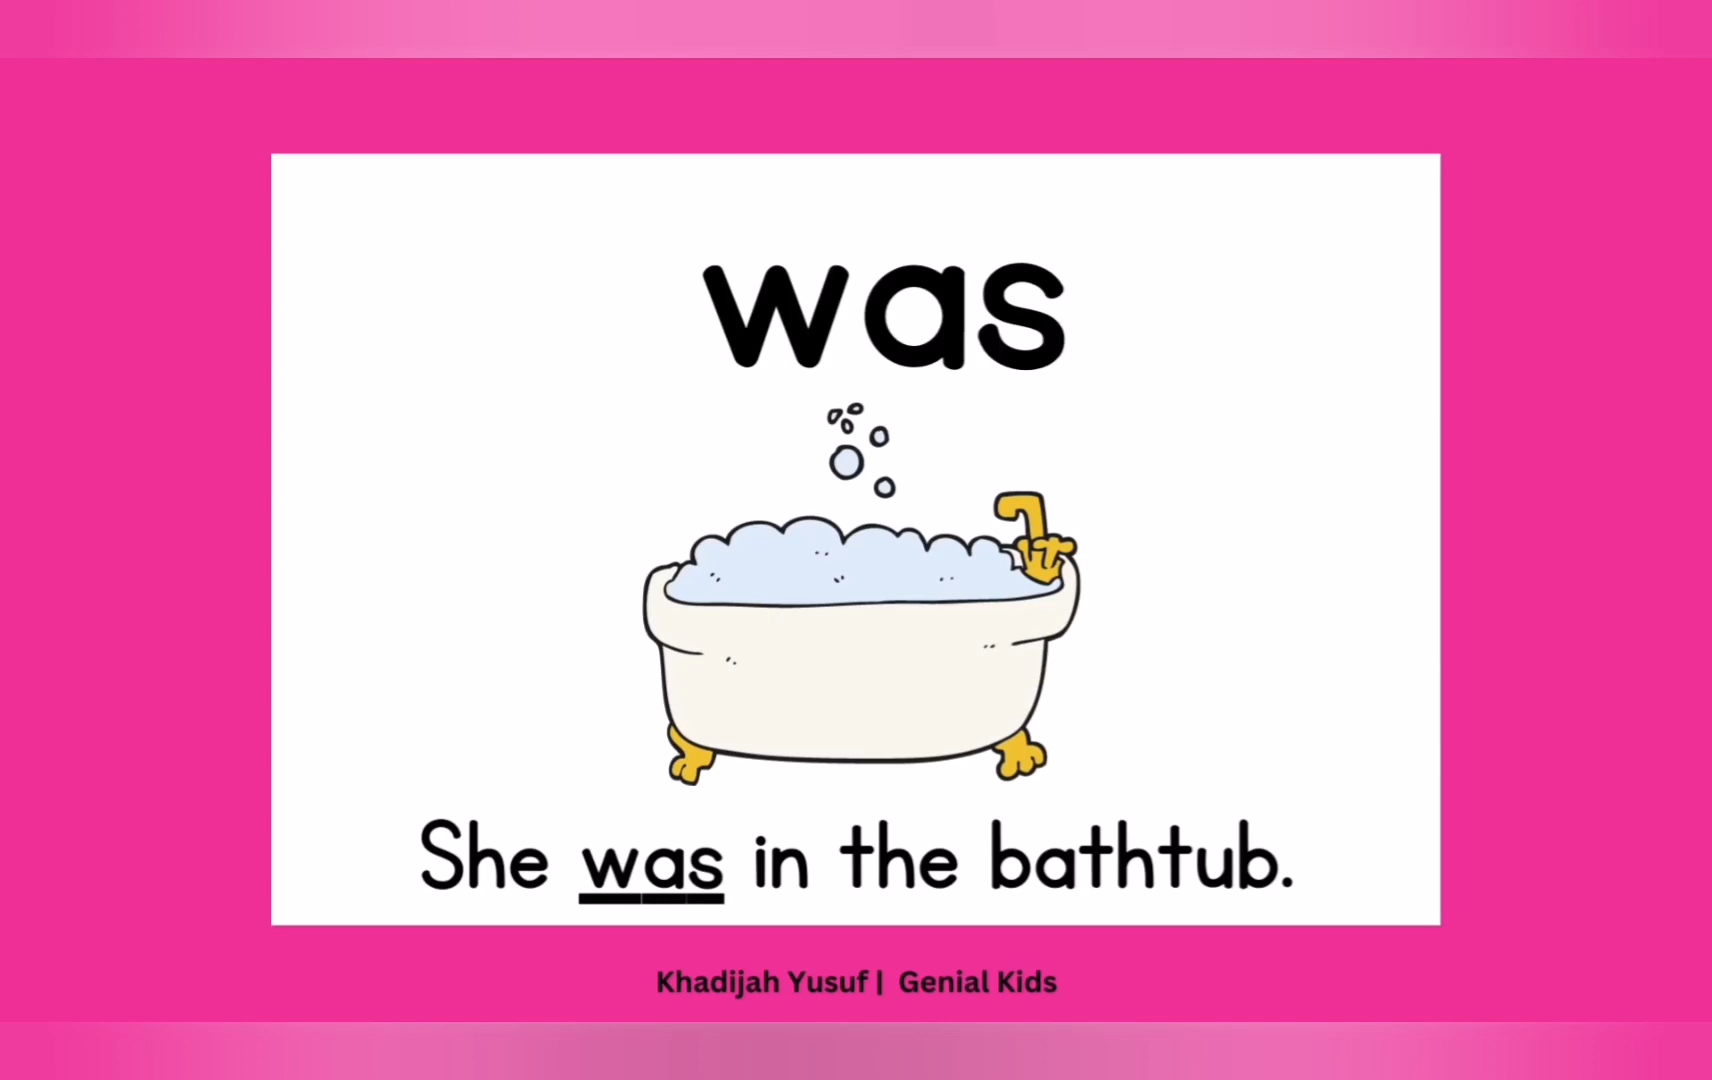 was
She was in the bathtub.
Khadijah Yusuf | Genial Kids